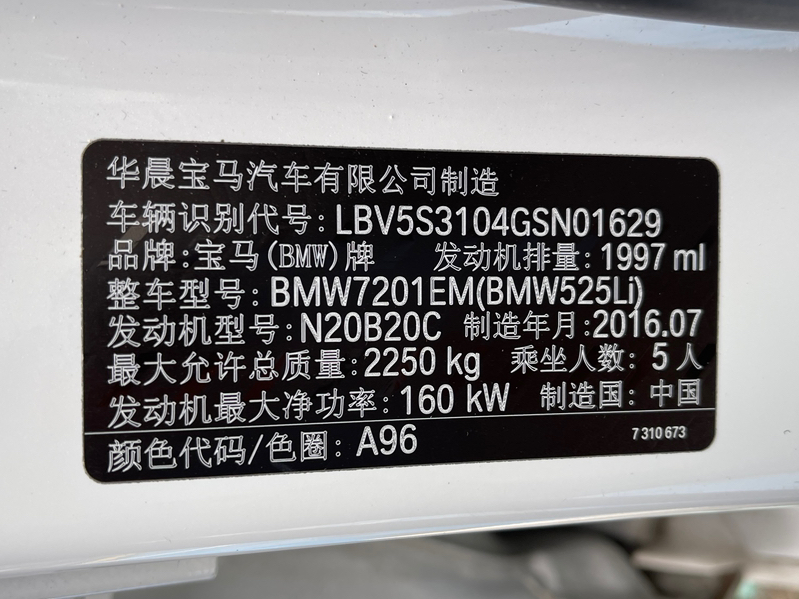 华晨宝马汽车有限公司制造
车辆识别代号: LBV5S3104GSN01629
品牌: 宝马(BMW)牌 发动机排量: 1997 ml
整车型号: BMW7201EM(BMW525Li)
发动机型号: N20B20C 制造年月: 2016.07
最大允许总质量: 2250 kg 乘坐人数: 5 人
发动机最大净功率: 160 kW 制造国: 中国
颜色代码/色圈: A96 7 310 673